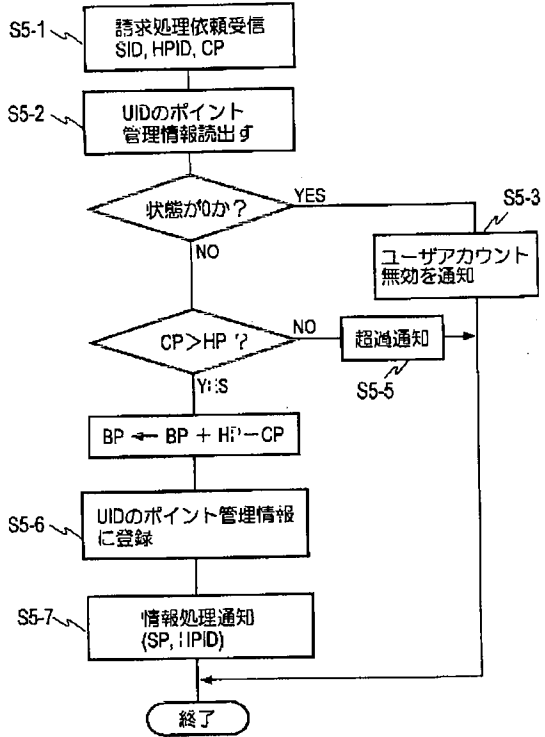 S5-1
請求処理依頼受信
SID, HPID, CP
S5-2
UIDのポイント
管理情報読出す
状態が0か?
YES
NO
S5-3
ユーザアカウント
無効を通知
CP>HP?
NO
超過通知
S5-5
YES
BP ← BP + HP-CP
S5-6
UIDのポイント管理情報
に登録
S5-7
情報処理通知
(SP, HPID)
終了